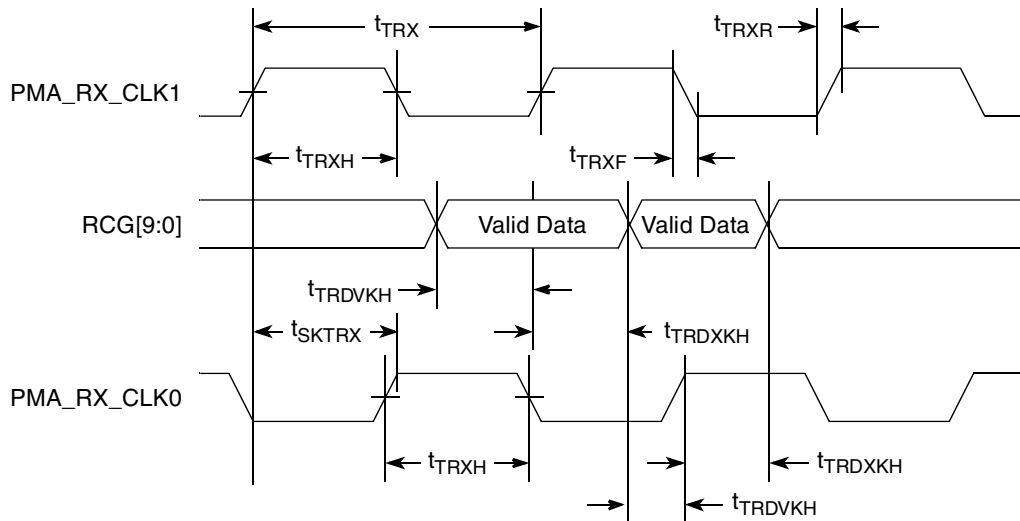 tTRX
tTRXR
PMA_RX_CLK1
tTRXH
tTRXF
RCG[9:0]
Valid Data
Valid Data
tTRDVKH
tSKTRX
tTRDXKH
PMA_RX_CLK0
tTRXH
tTRDXKH
tTRDVKH